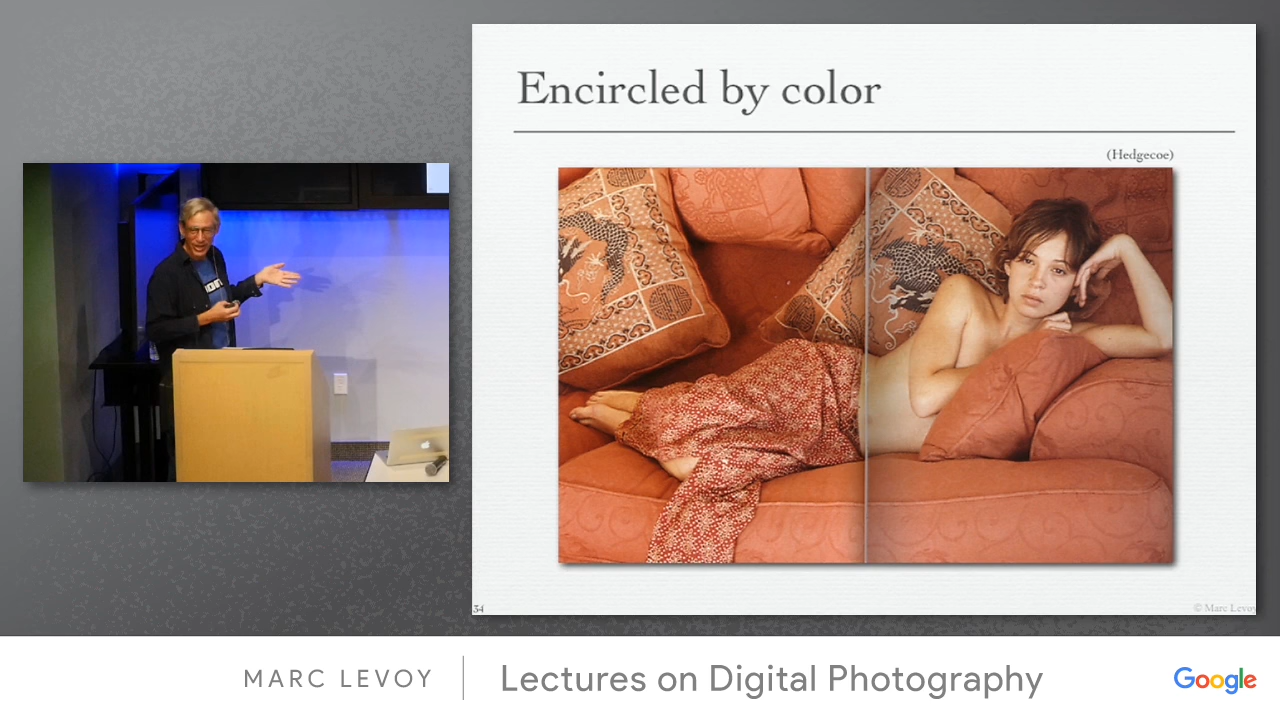 Encircled by color
(Hedgecoe)
34
© Marc Levoy
MARC LEVOY
Lectures on Digital Photography
Google